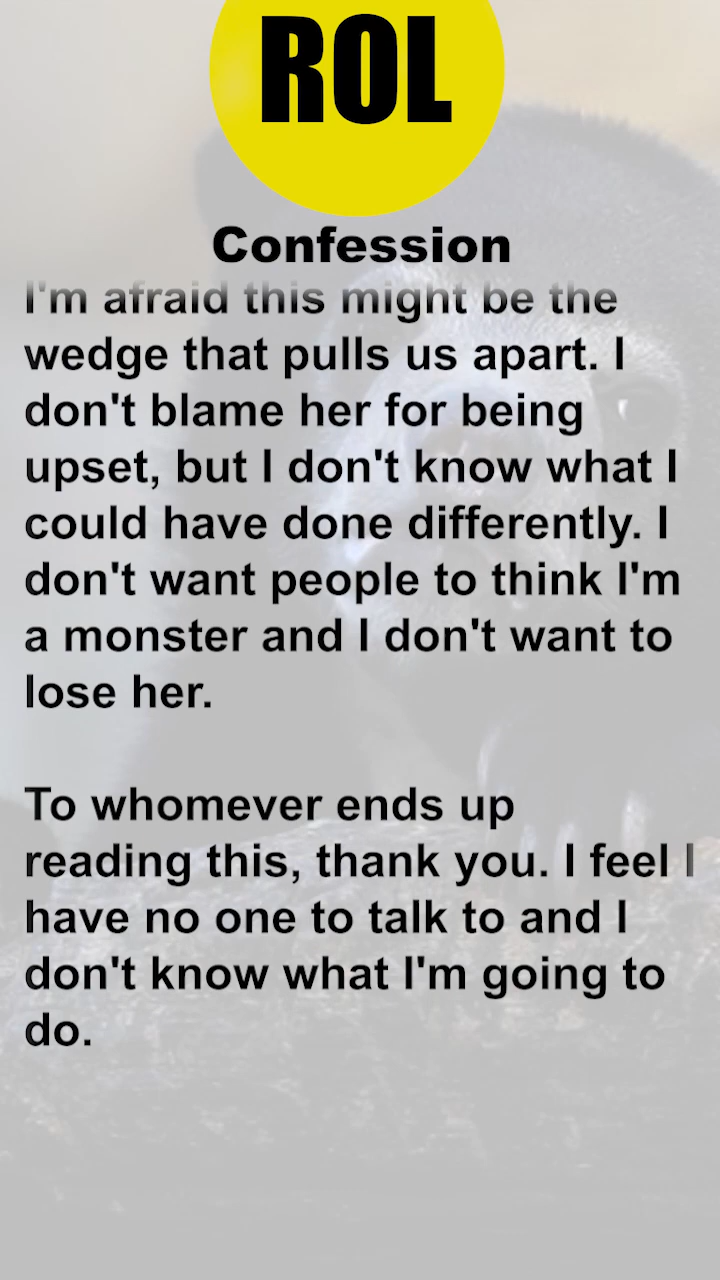 ROL
Confession
I'm afraid this might be the
wedge that pulls us apart. I
don't blame her for being
upset, but I don't know what I
could have done differently. I
don't want people to think I'm
a monster and I don't want to
lose her.
To whomever ends up
reading this, thank you. I feel I
have no one to talk to and I
don't know what I'm going to
do.